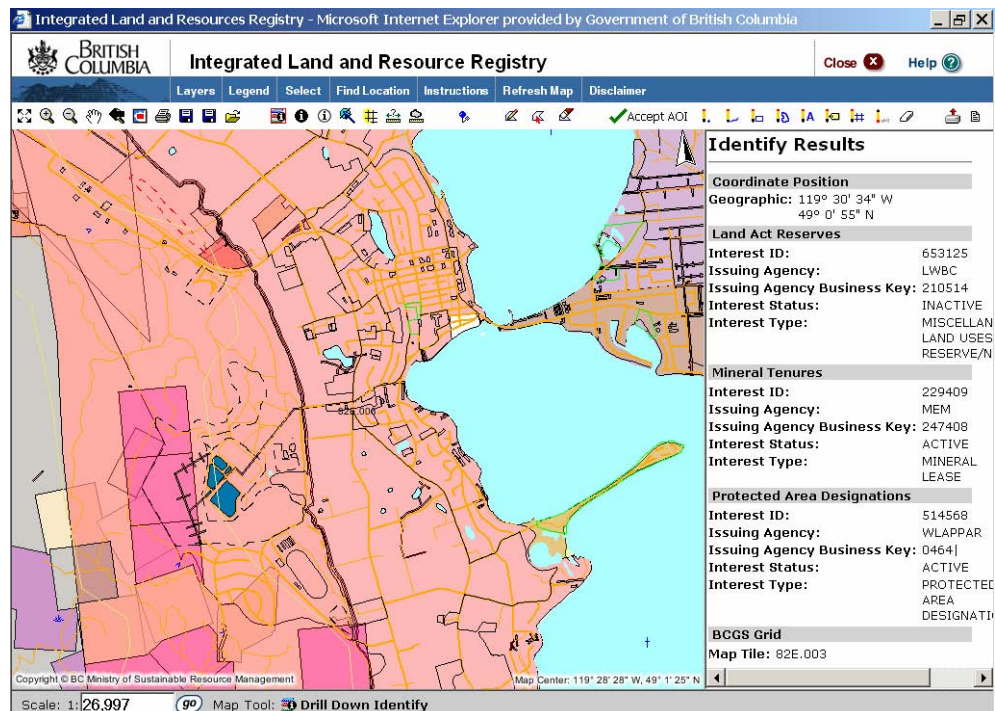 Integrated Land and Resources Registry - Microsoft Internet Explorer provided by Government of British Columbia
BRITISH
COLUMBIA
Integrated Land and Resource Registry
Close
Help
Layers Legend Select Find Location Instructions Refresh Map Disclaimer
Accept AOI
Identify Results
Coordinate Position
Geographic: 119º 30' 34" W
49º 0' 55" N
Land Act Reserves
Interest ID: 653125
Issuing Agency: LWBC
Issuing Agency Business Key: 210514
Interest Status: INACTIVE
Interest Type: MISCELLAN
LAND USES
RESERVE/N
Mineral Tenures
Interest ID: 229409
Issuing Agency: MEM
Issuing Agency Business Key: 247408
Interest Status: ACTIVE
Interest Type: MINERAL
LEASE
Protected Area Designations
Interest ID: 514568
Issuing Agency: WLAPPAR
Issuing Agency Business Key: 0464|
Interest Status: ACTIVE
Interest Type: PROTECTED
AREA
DESIGNATI
BCGS Grid
Map Tile: 82E.003
Copyright © BC Ministry of Sustainable Resource Management
Map Center: 119° 28' 28" W, 49° 1' 25" N
Scale: 1: 26,997 go Map Tool: Drill Down Identify